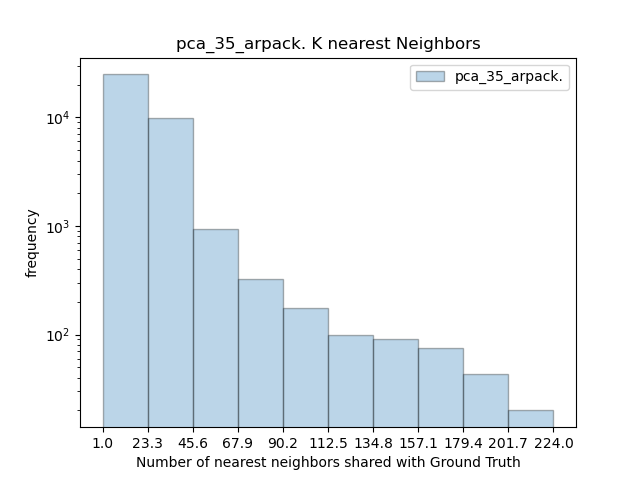 pca_35_arpack. K nearest Neighbors
pca_35_arpack.
frequency
10^4
10^3
10^2
1.0 23.3 45.6 67.9 90.2 112.5 134.8 157.1 179.4 201.7 224.0
Number of nearest neighbors shared with Ground Truth